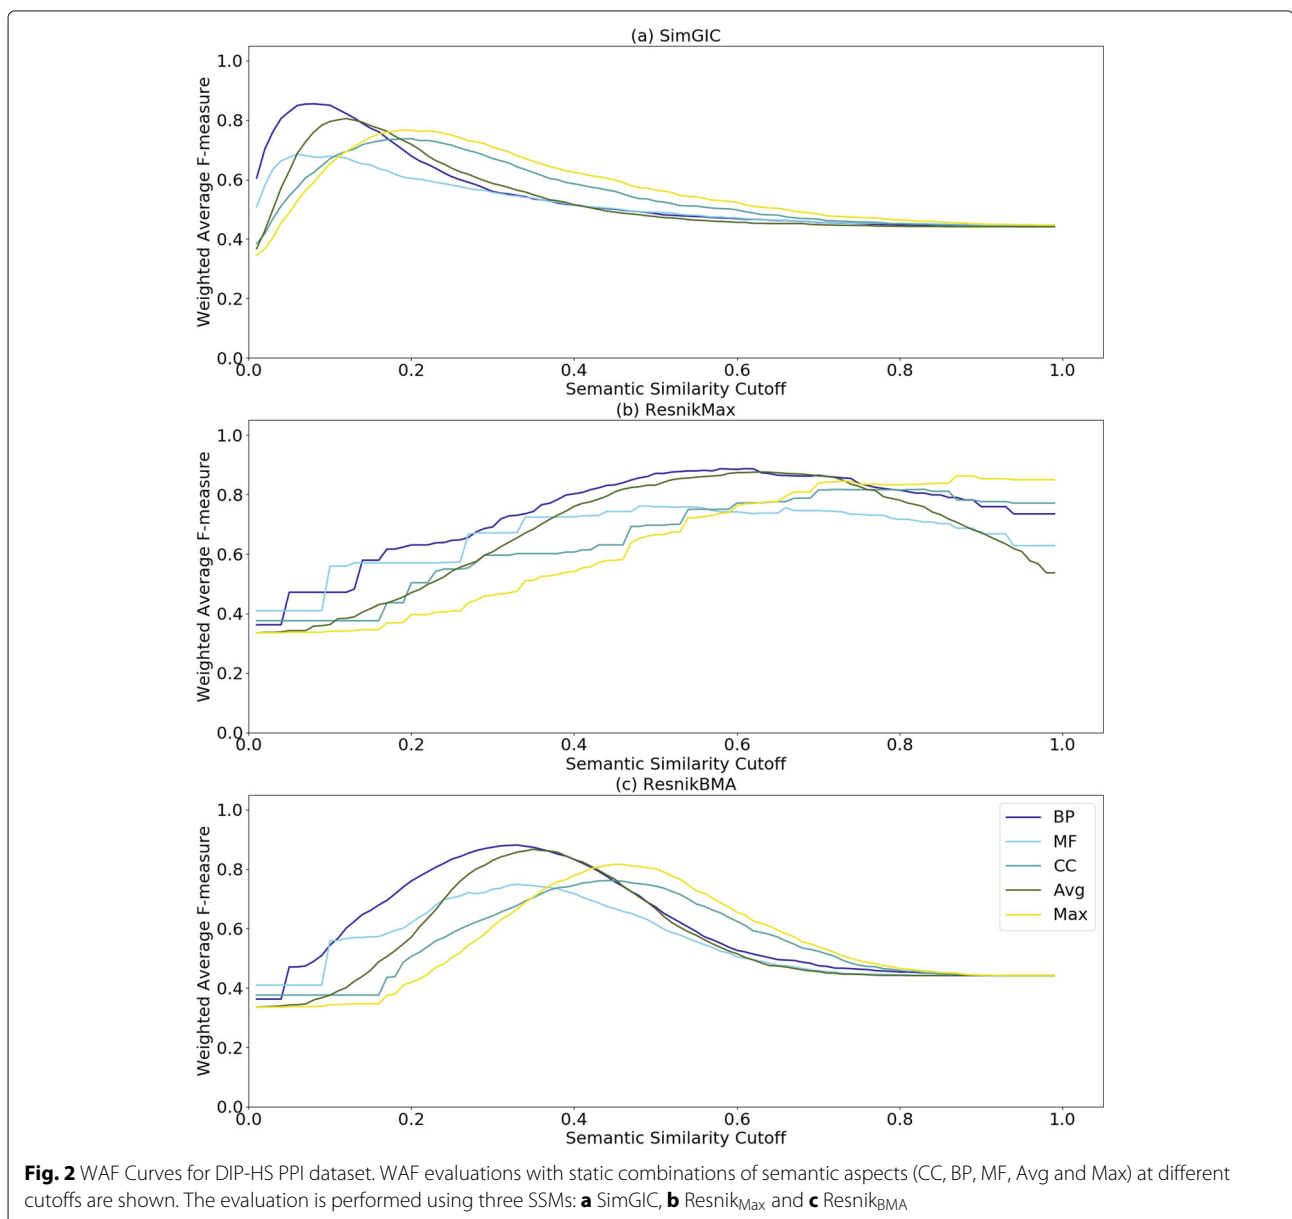 (a) SimGIC
Weighted Average F-measure
1.0
0.8
0.6
0.4
0.2
0.0
0.0 0.2 0.4 0.6 0.8 1.0
Semantic Similarity Cutoff
(b) ResnikMax
Weighted Average F-measure
1.0
0.8
0.6
0.4
0.2
0.0
0.0 0.2 0.4 0.6 0.8 1.0
Semantic Similarity Cutoff
(c) ResnikBMA
Weighted Average F-measure
1.0
0.8
0.6
0.4
0.2
0.0
BP
MF
CC
Avg
Max
0.0 0.2 0.4 0.6 0.8 1.0
Semantic Similarity Cutoff
Fig. 2 WAF Curves for DIP-HS PPI dataset. WAF evaluations with static combinations of semantic aspects (CC, BP, MF, Avg and Max) at different
cutoffs are shown. The evaluation is performed using three SSMs: a SimGIC, b ResnikMax and c ResnikBMA